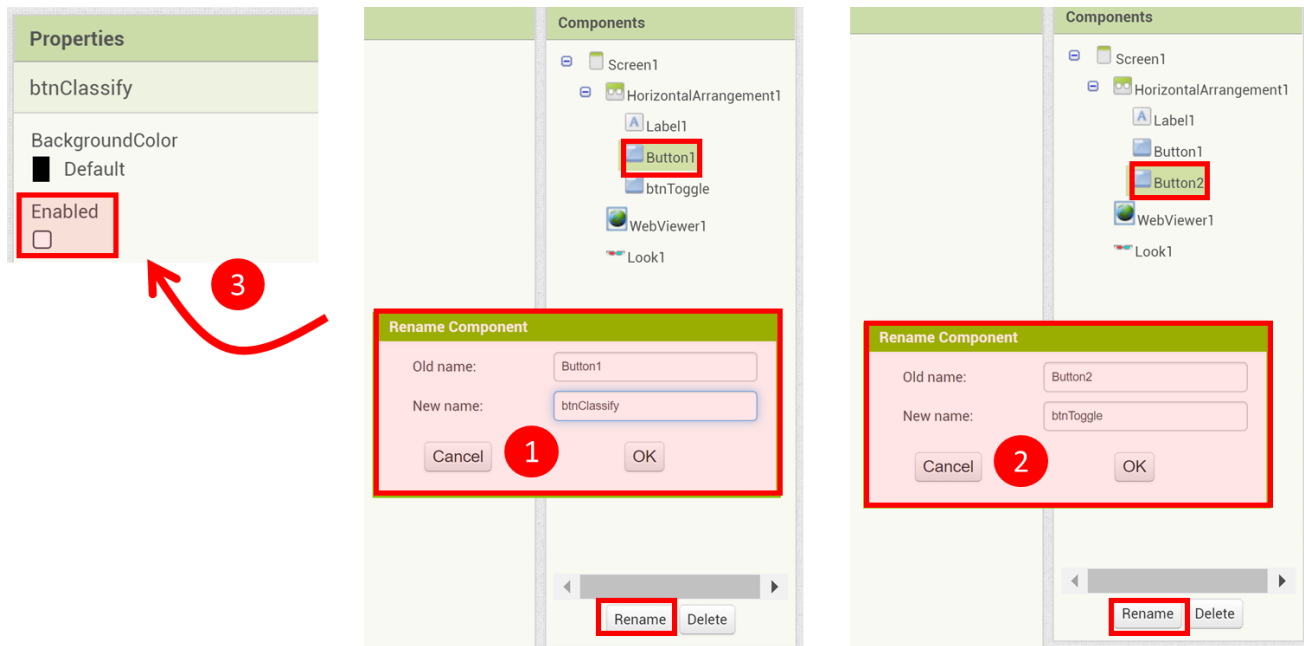 Properties
btnClassify
BackgroundColor
Default
Enabled
3
Components
Screen1
HorizontalArrangement1
Label1
Button1
btnToggle
WebViewer1
Look1
Rename Component
Old name: Button1
New name: btnClassify
Cancel 1 OK
Rename Delete
Components
Screen1
HorizontalArrangement1
Label1
Button1
Button2
WebViewer1
Look1
Rename Component
Old name: Button2
New name: btnToggle
Cancel 2 OK
Rename Delete